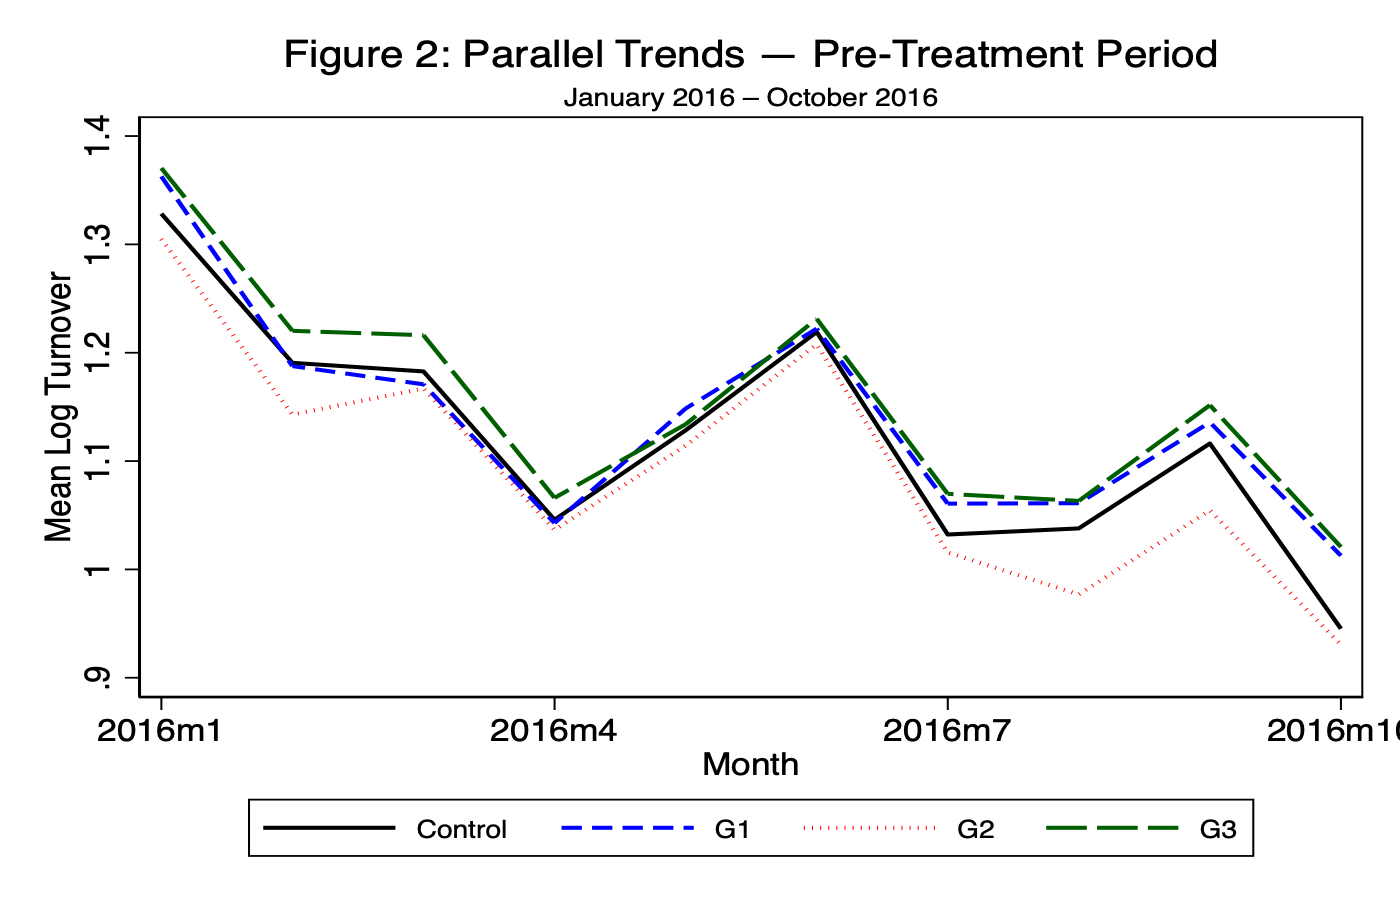 Figure 2: Parallel Trends — Pre-Treatment Period
January 2016 – October 2016
Mean Log Turnover
1.4
1.3
1.2
1.1
1
.9
2016m1 2016m4 2016m7 2016m10
Month
Control G1 G2 G3